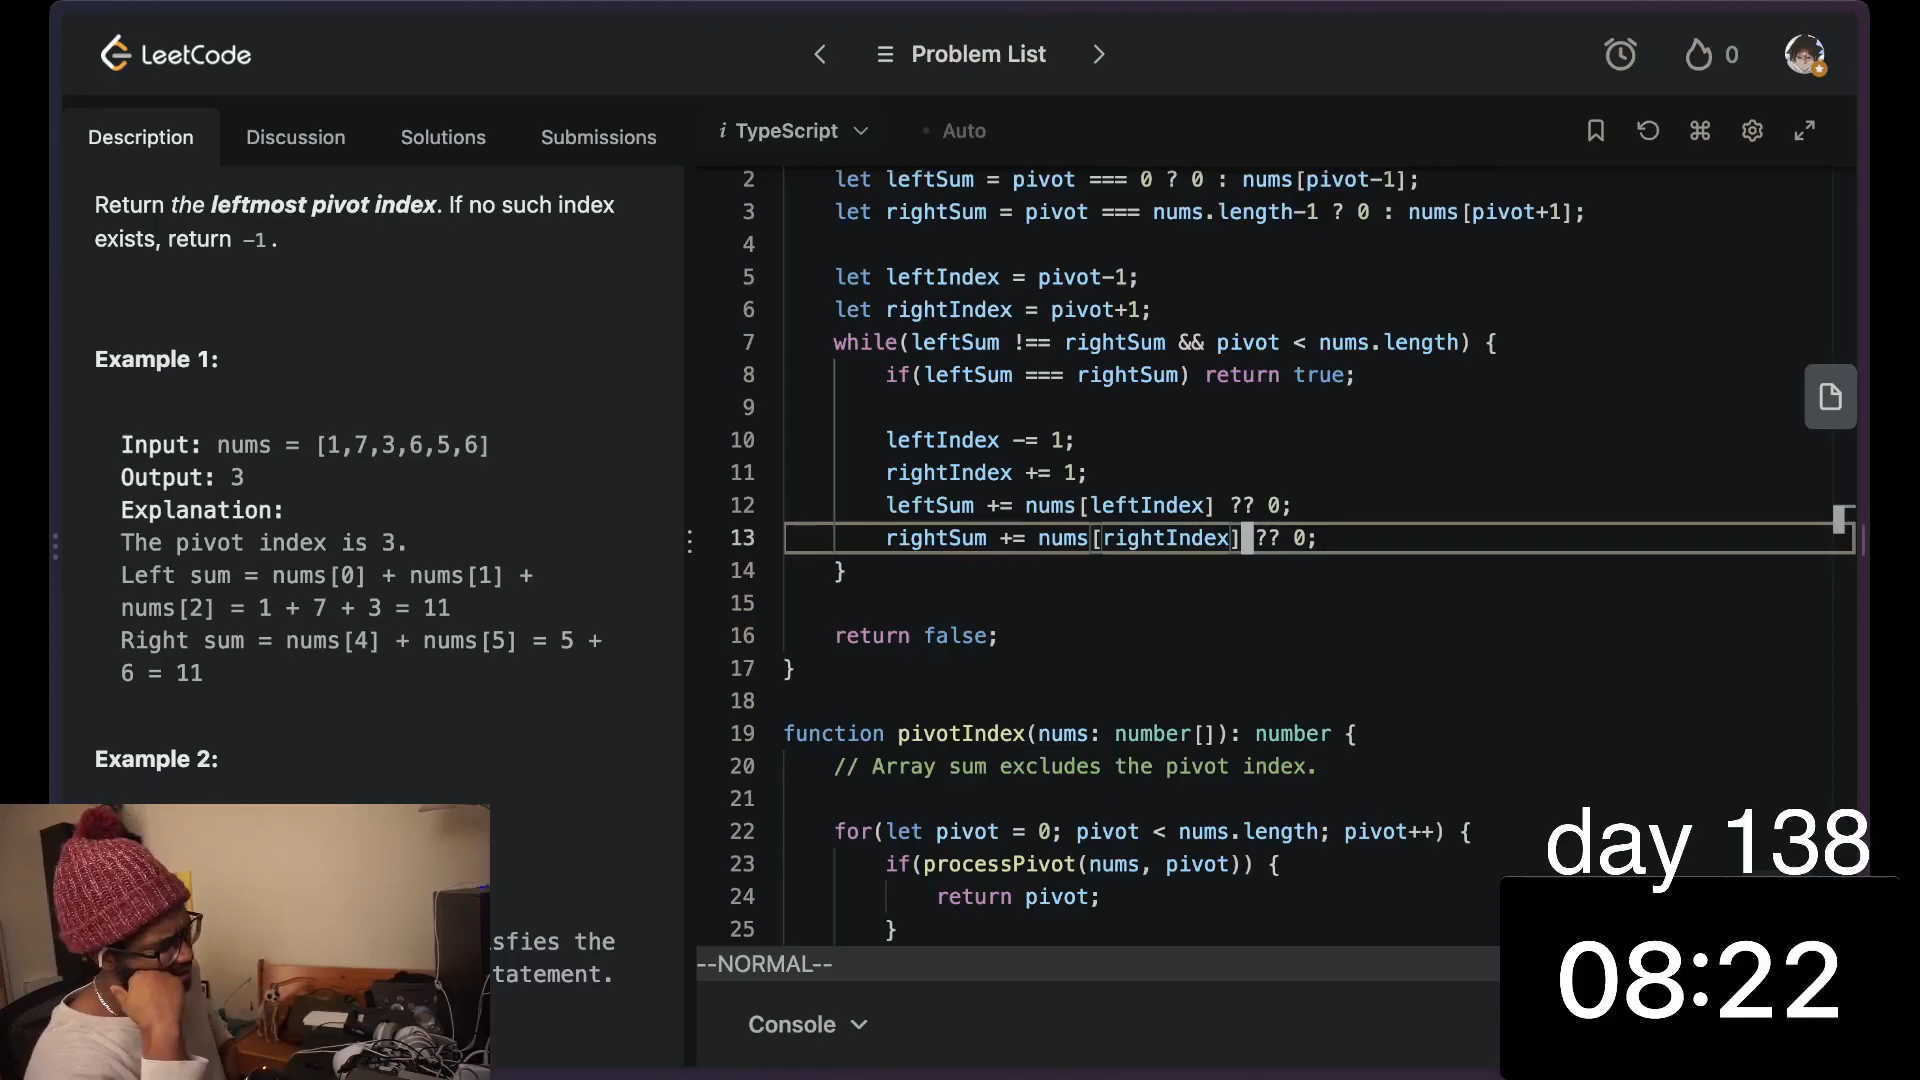 LeetCode
Problem List
0
Description
Discussion
Solutions
Submissions
i TypeScript
• Auto
Return the leftmost pivot index. If no such index
exists, return -1.
Example 1:
Input: nums = [1,7,3,6,5,6]
Output: 3
Explanation:
The pivot index is 3.
Left sum = nums[0] + nums[1] +
nums[2] = 1 + 7 + 3 = 11
Right sum = nums[4] + nums[5] = 5 +
6 = 11
Example 2:
sfies the
tatement.
2 let leftSum = pivot === 0 ? 0 : nums[pivot-1];
3 let rightSum = pivot === nums.length-1 ? 0 : nums[pivot+1];
4
5 let leftIndex = pivot-1;
6 let rightIndex = pivot+1;
7 while(leftSum !== rightSum && pivot < nums.length) {
8 if(leftSum === rightSum) return true;
9
10 leftIndex -= 1;
11 rightIndex += 1;
12 leftSum += nums[leftIndex] ?? 0;
13 rightSum += nums[rightIndex] ?? 0;
14 }
15
16 return false;
17 }
18
19 function pivotIndex(nums: number[]): number {
20 // Array sum excludes the pivot index.
21
22 for(let pivot = 0; pivot < nums.length; pivot++) {
23 if(processPivot(nums, pivot)) {
24 return pivot;
25 }
--NORMAL--
Console
day 138
08:22